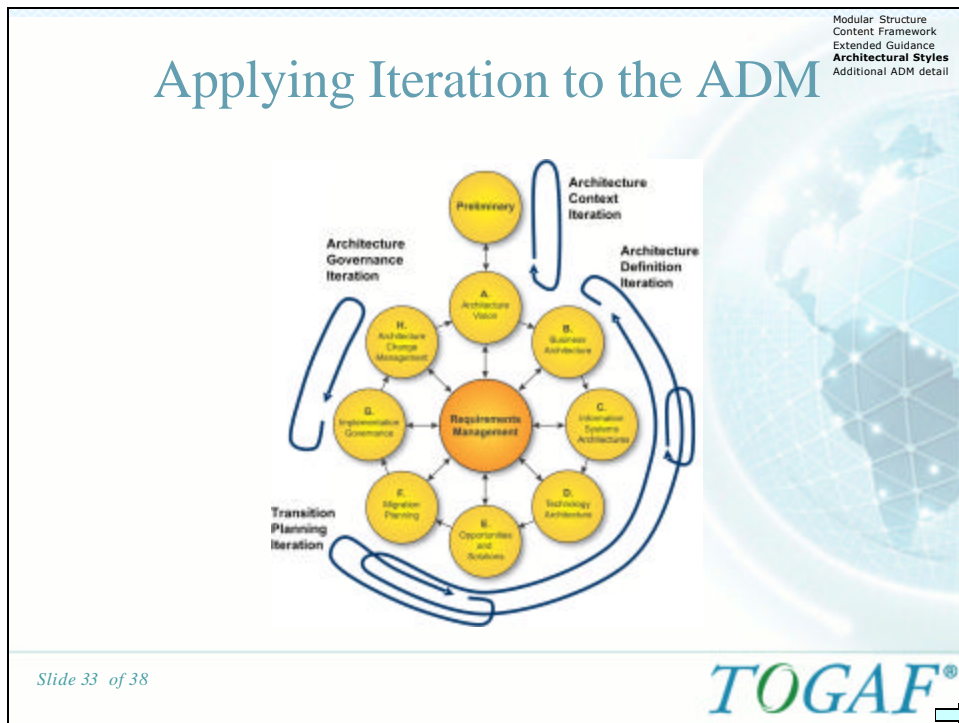 Modular Structure
Content Framework
Extended Guidance
Architectural Styles
Additional ADM detail
Applying Iteration to the ADM
Preliminary
Architecture
Context
Iteration
Architecture
Definition
Iteration
Architecture
Governance
Iteration
A.
Architecture
Vision
H.
Architecture
Change
Management
B.
Business
Architecture
G.
Implementation
Governance
Requirements
Management
C.
Information
Systems
Architectures
F.
Migration
Planning
D.
Technology
Architecture
E.
Opportunities
and
Solutions
Transition
Planning
Iteration
Slide 33 of 38
TOGAF®